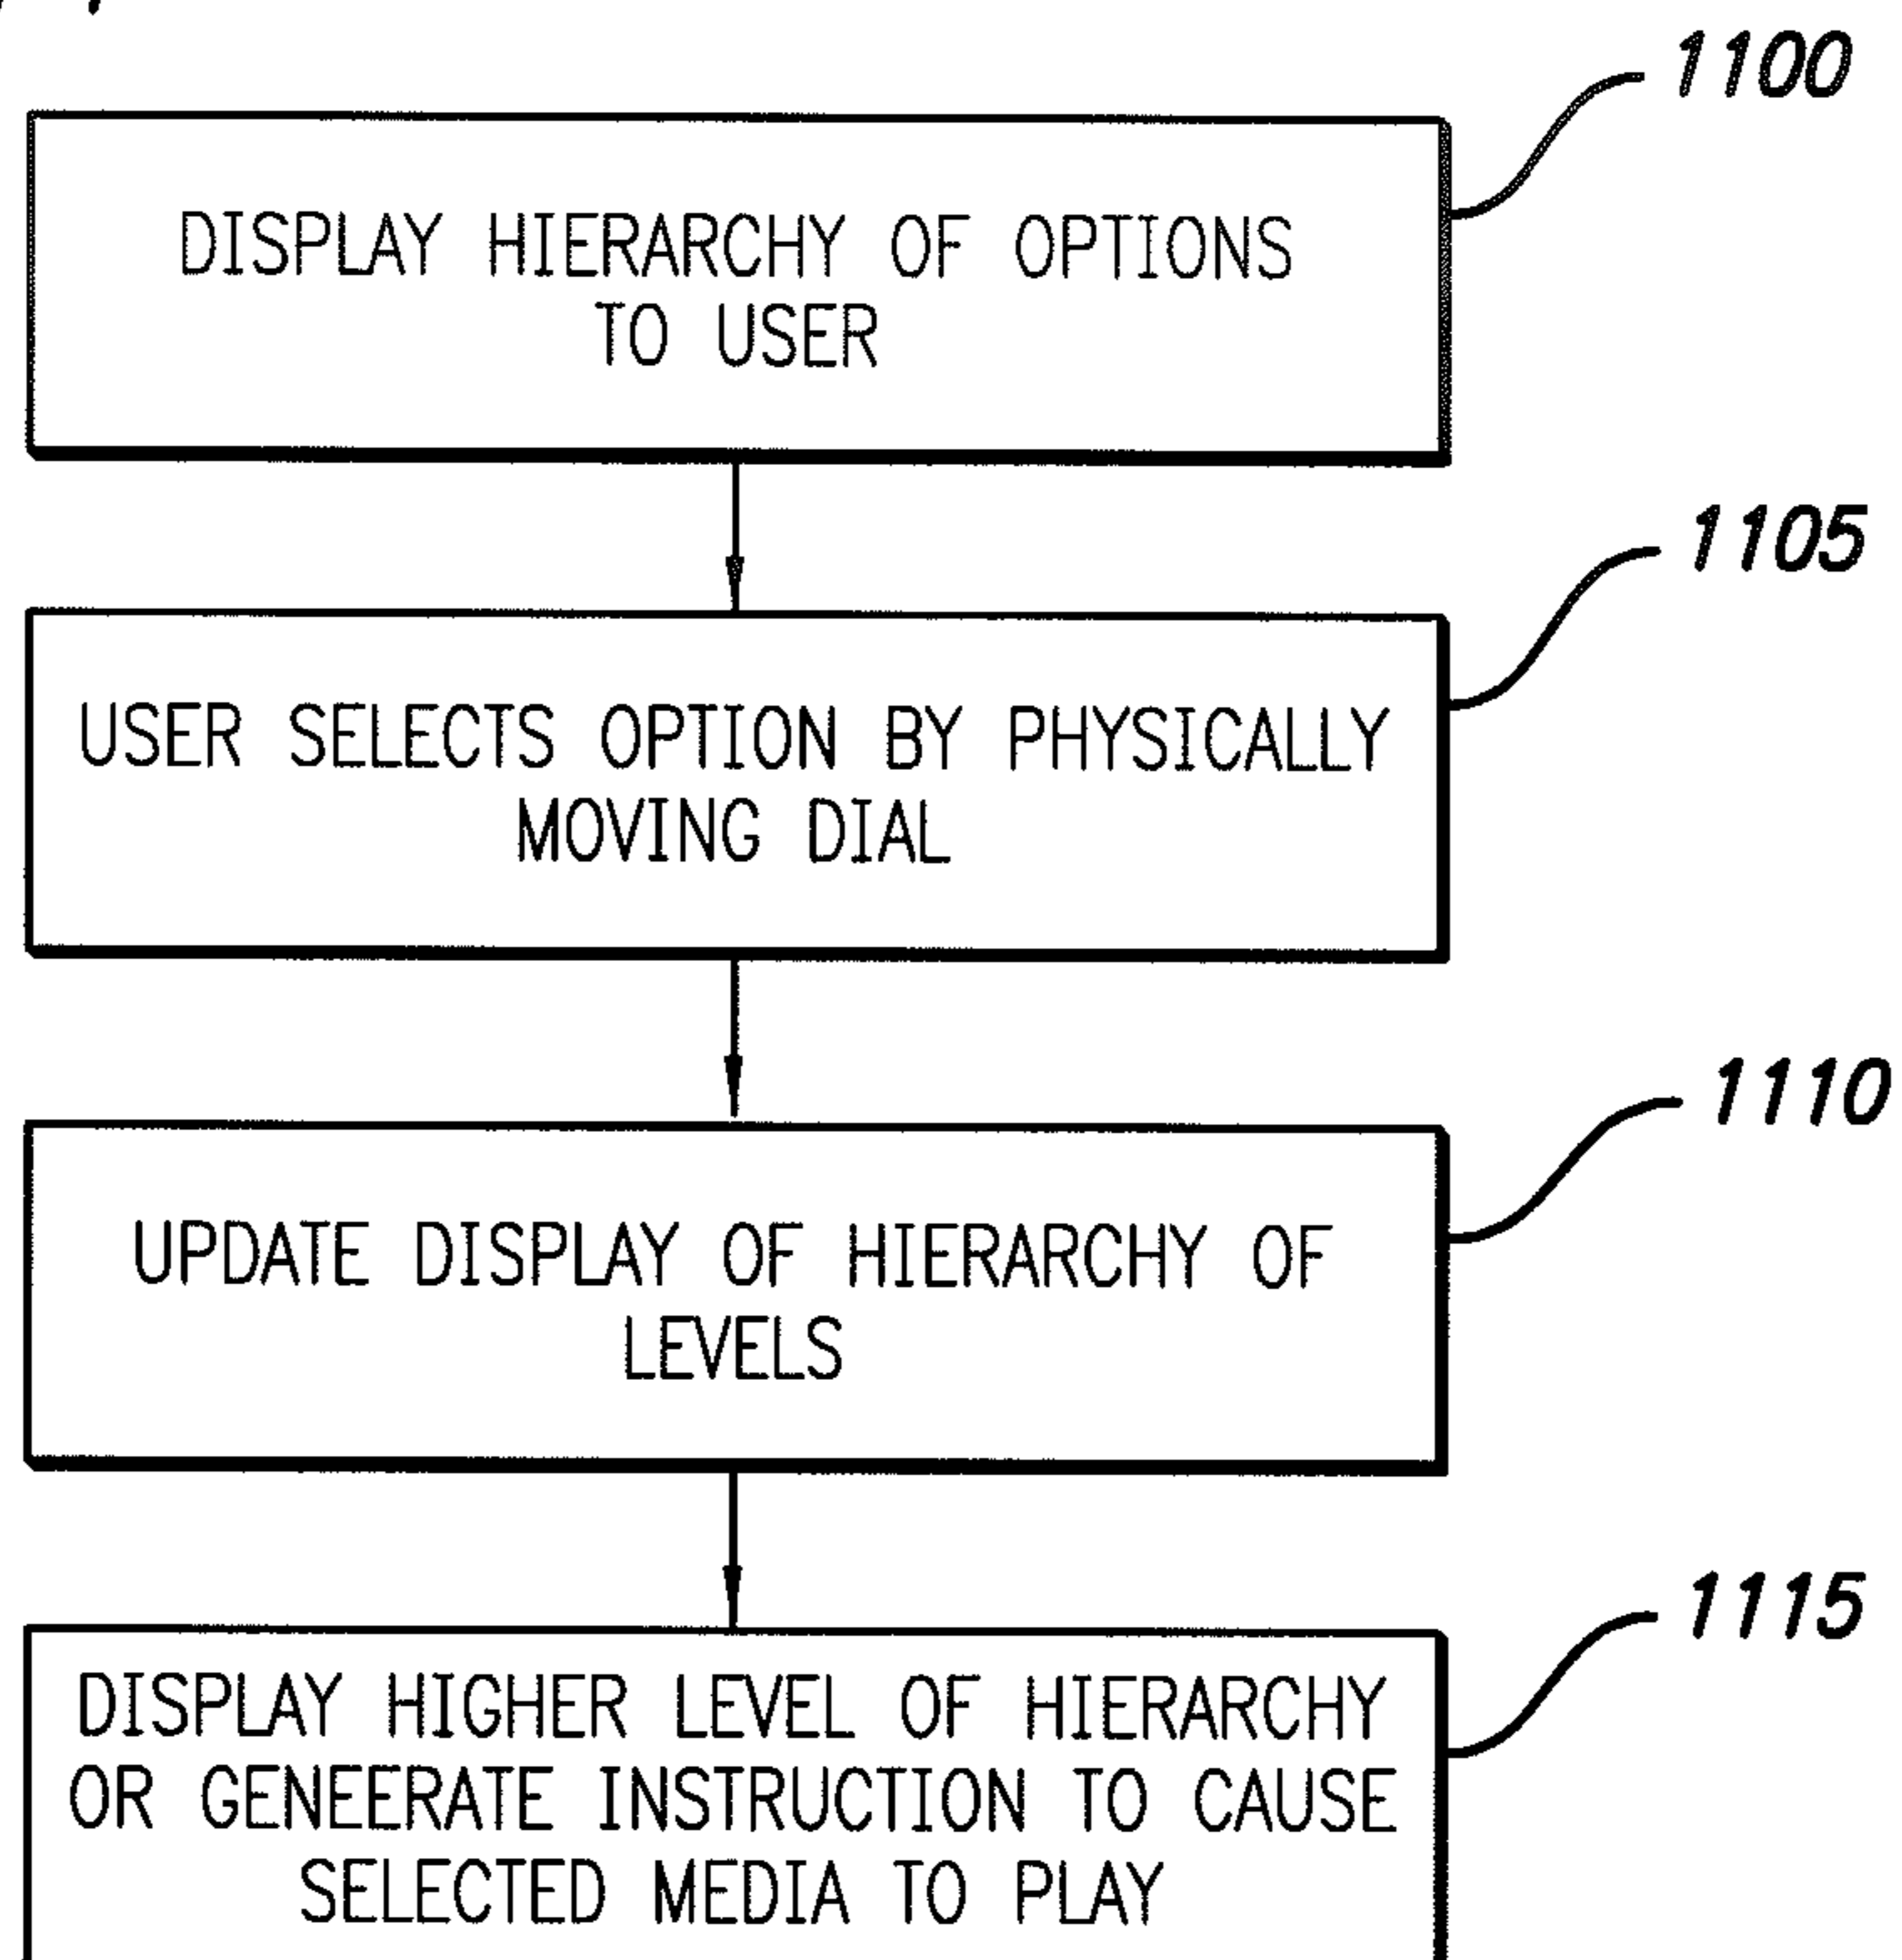 1100
DISPLAY HIERARCHY OF OPTIONS
TO USER
1105
USER SELECTS OPTION BY PHYSICALLY
MOVING DIAL
1110
UPDATE DISPLAY OF HIERARCHY OF
LEVELS
1115
DISPLAY HIGHER LEVEL OF HIERARCHY
OR GENEERATE INSTRUCTION TO CAUSE
SELECTED MEDIA TO PLAY